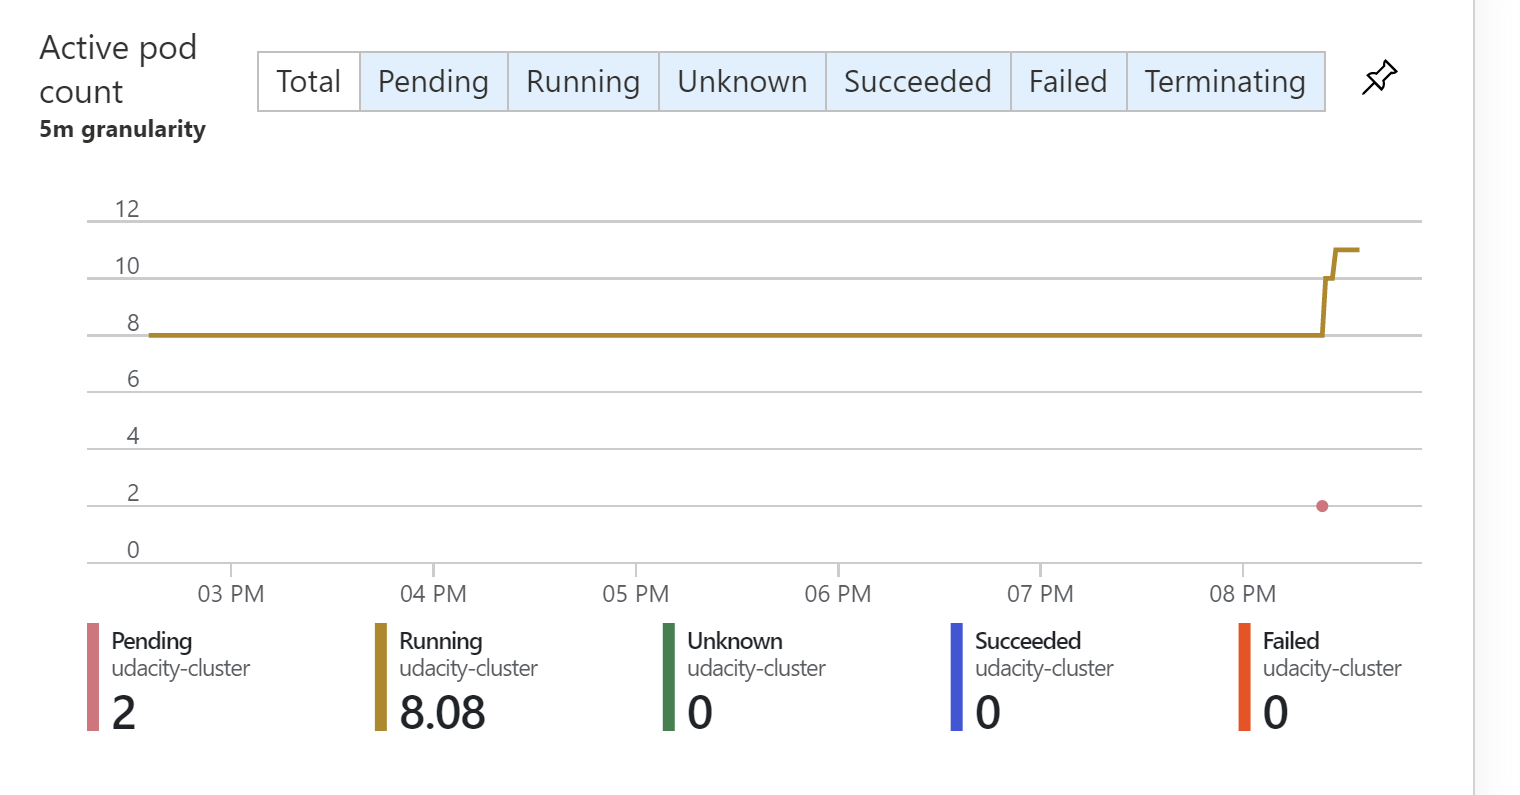 Active pod
count
5m granularity
Total Pending Running Unknown Succeeded Failed Terminating
12
10
8
6
4
2
0
03 PM 04 PM 05 PM 06 PM 07 PM 08 PM
Pending
udacity-cluster
2
Running
udacity-cluster
8.08
Unknown
udacity-cluster
0
Succeeded
udacity-cluster
0
Failed
udacity-cluster
0